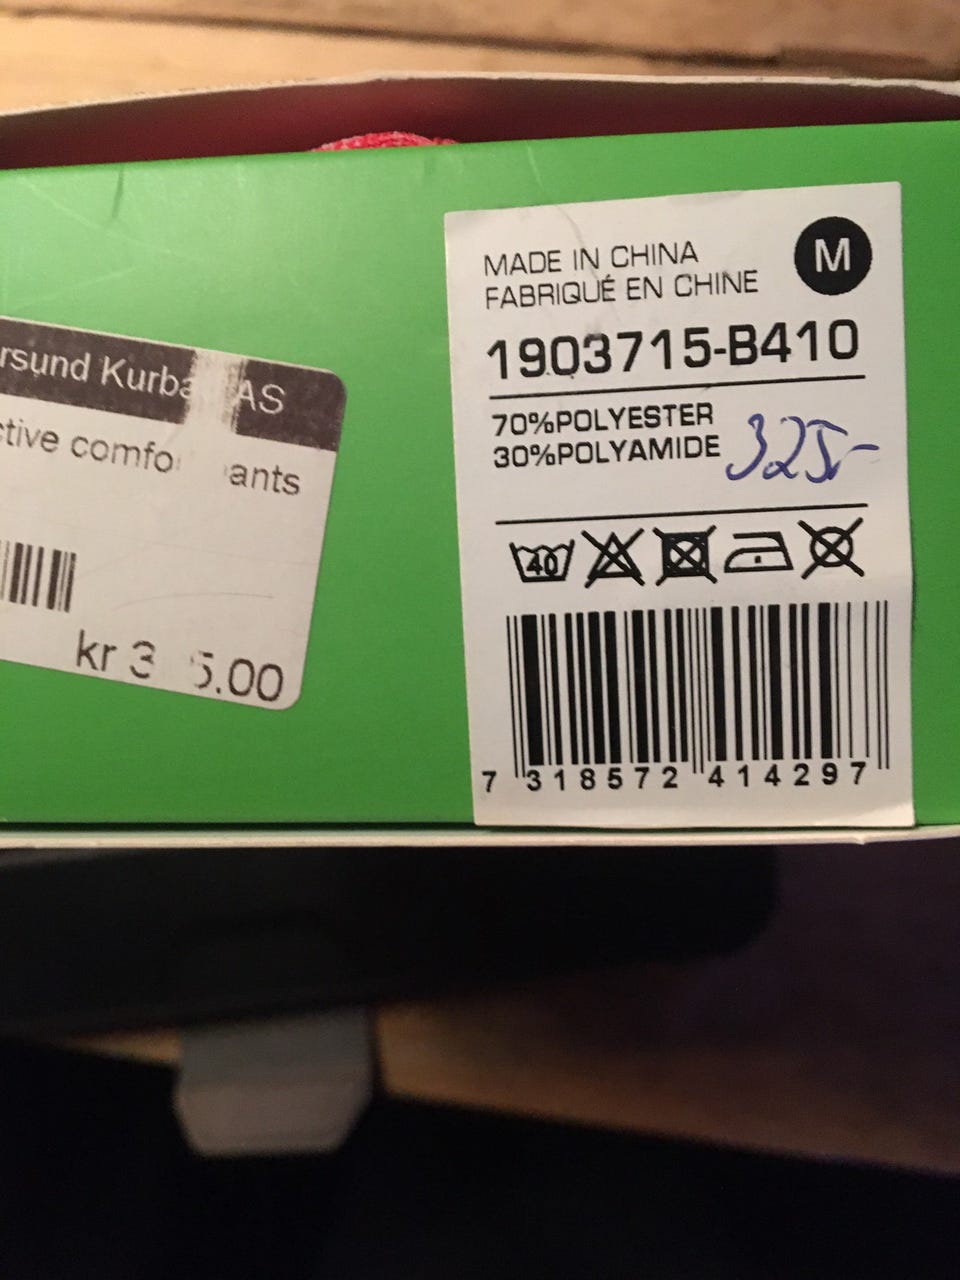 MADE IN CHINA
FABRIQUÉ EN CHINE
M
1903715-B410
70%POLYESTER
30%POLYAMIDE
325,-
40
7 318572 414297
rsund Kurba AS
ctive comfo ants
kr 3 5.00